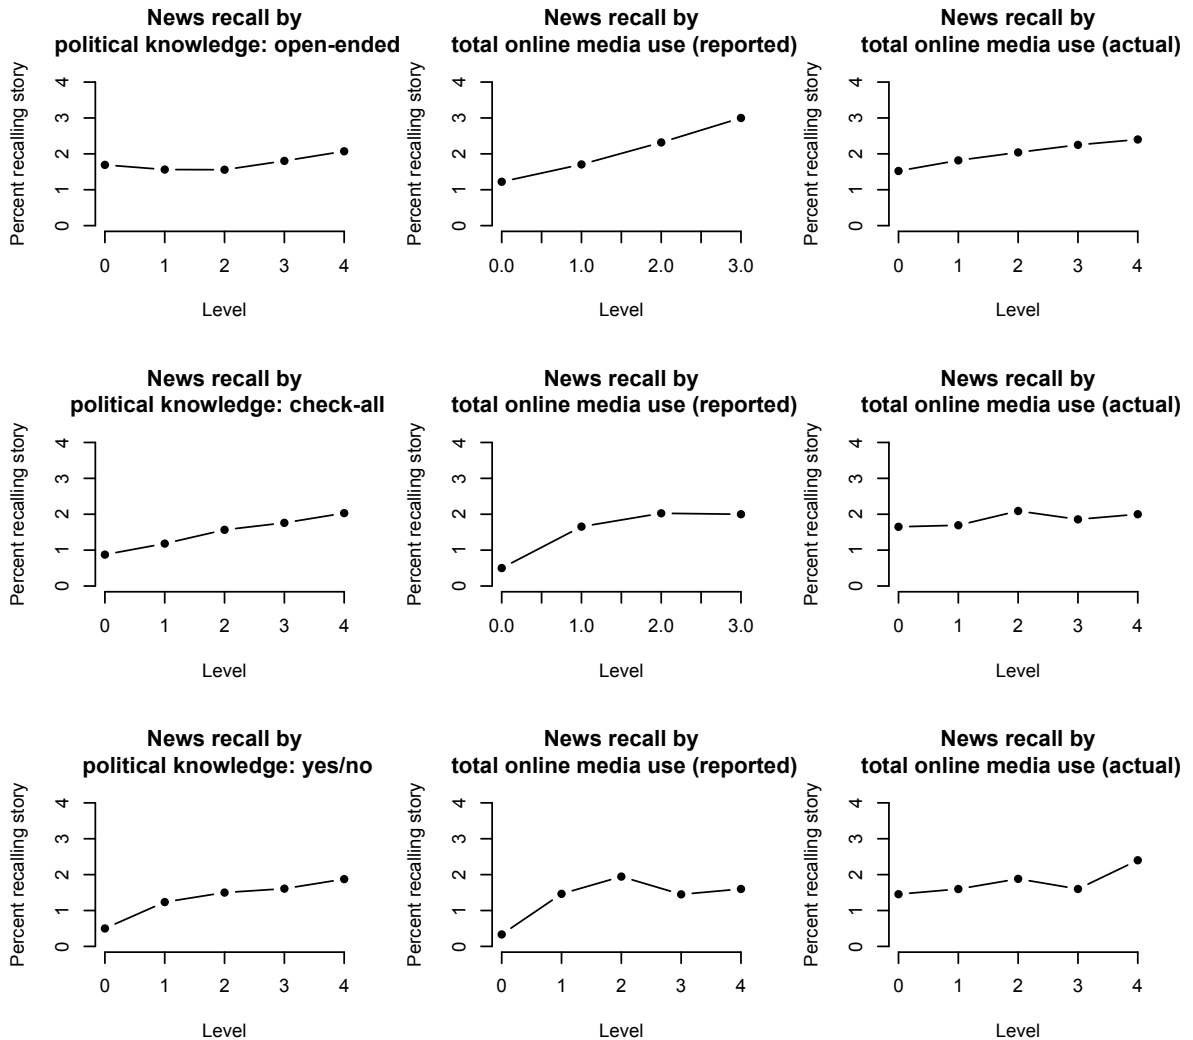 News recall by
political knowledge: open-ended
Percent recalling story
4
3
2
1
0
0 1 2 3 4
Level
News recall by
total online media use (reported)
Percent recalling story
4
3
2
1
0
0.0 1.0 2.0 3.0
Level
News recall by
total online media use (actual)
Percent recalling story
4
3
2
1
0
0 1 2 3 4
Level
News recall by
political knowledge: check-all
Percent recalling story
4
3
2
1
0
0 1 2 3 4
Level
News recall by
total online media use (reported)
Percent recalling story
4
3
2
1
0
0.0 1.0 2.0 3.0
Level
News recall by
total online media use (actual)
Percent recalling story
4
3
2
1
0
0 1 2 3 4
Level
News recall by
political knowledge: yes/no
Percent recalling story
4
3
2
1
0
0 1 2 3 4
Level
News recall by
total online media use (reported)
Percent recalling story
4
3
2
1
0
0 1 2 3 4
Level
News recall by
total online media use (actual)
Percent recalling story
4
3
2
1
0
0 1 2 3 4
Level